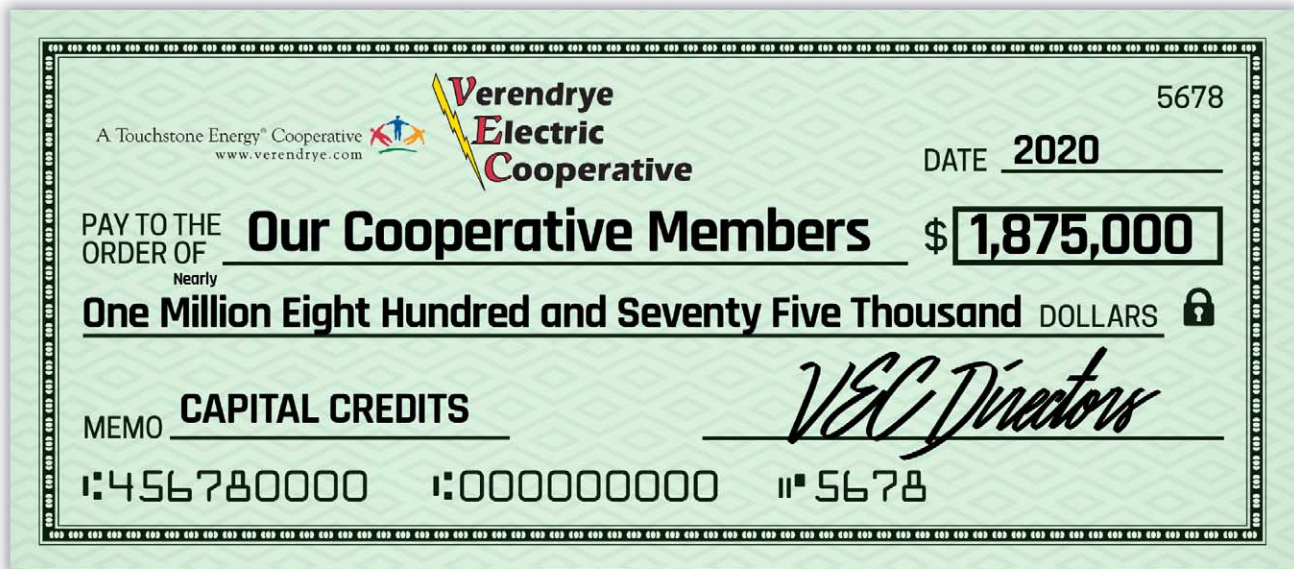 Verendrye
Electric
Cooperative
A Touchstone Energy® Cooperative
www.verendrye.com
5678
DATE 2020
PAY TO THE
ORDER OF Our Cooperative Members $ 1,875,000
Nearly
One Million Eight Hundred and Seventy Five Thousand DOLLARS
MEMO CAPITAL CREDITS
VEC Directors
⑆456780000 ⑆000000000 ⑈5678